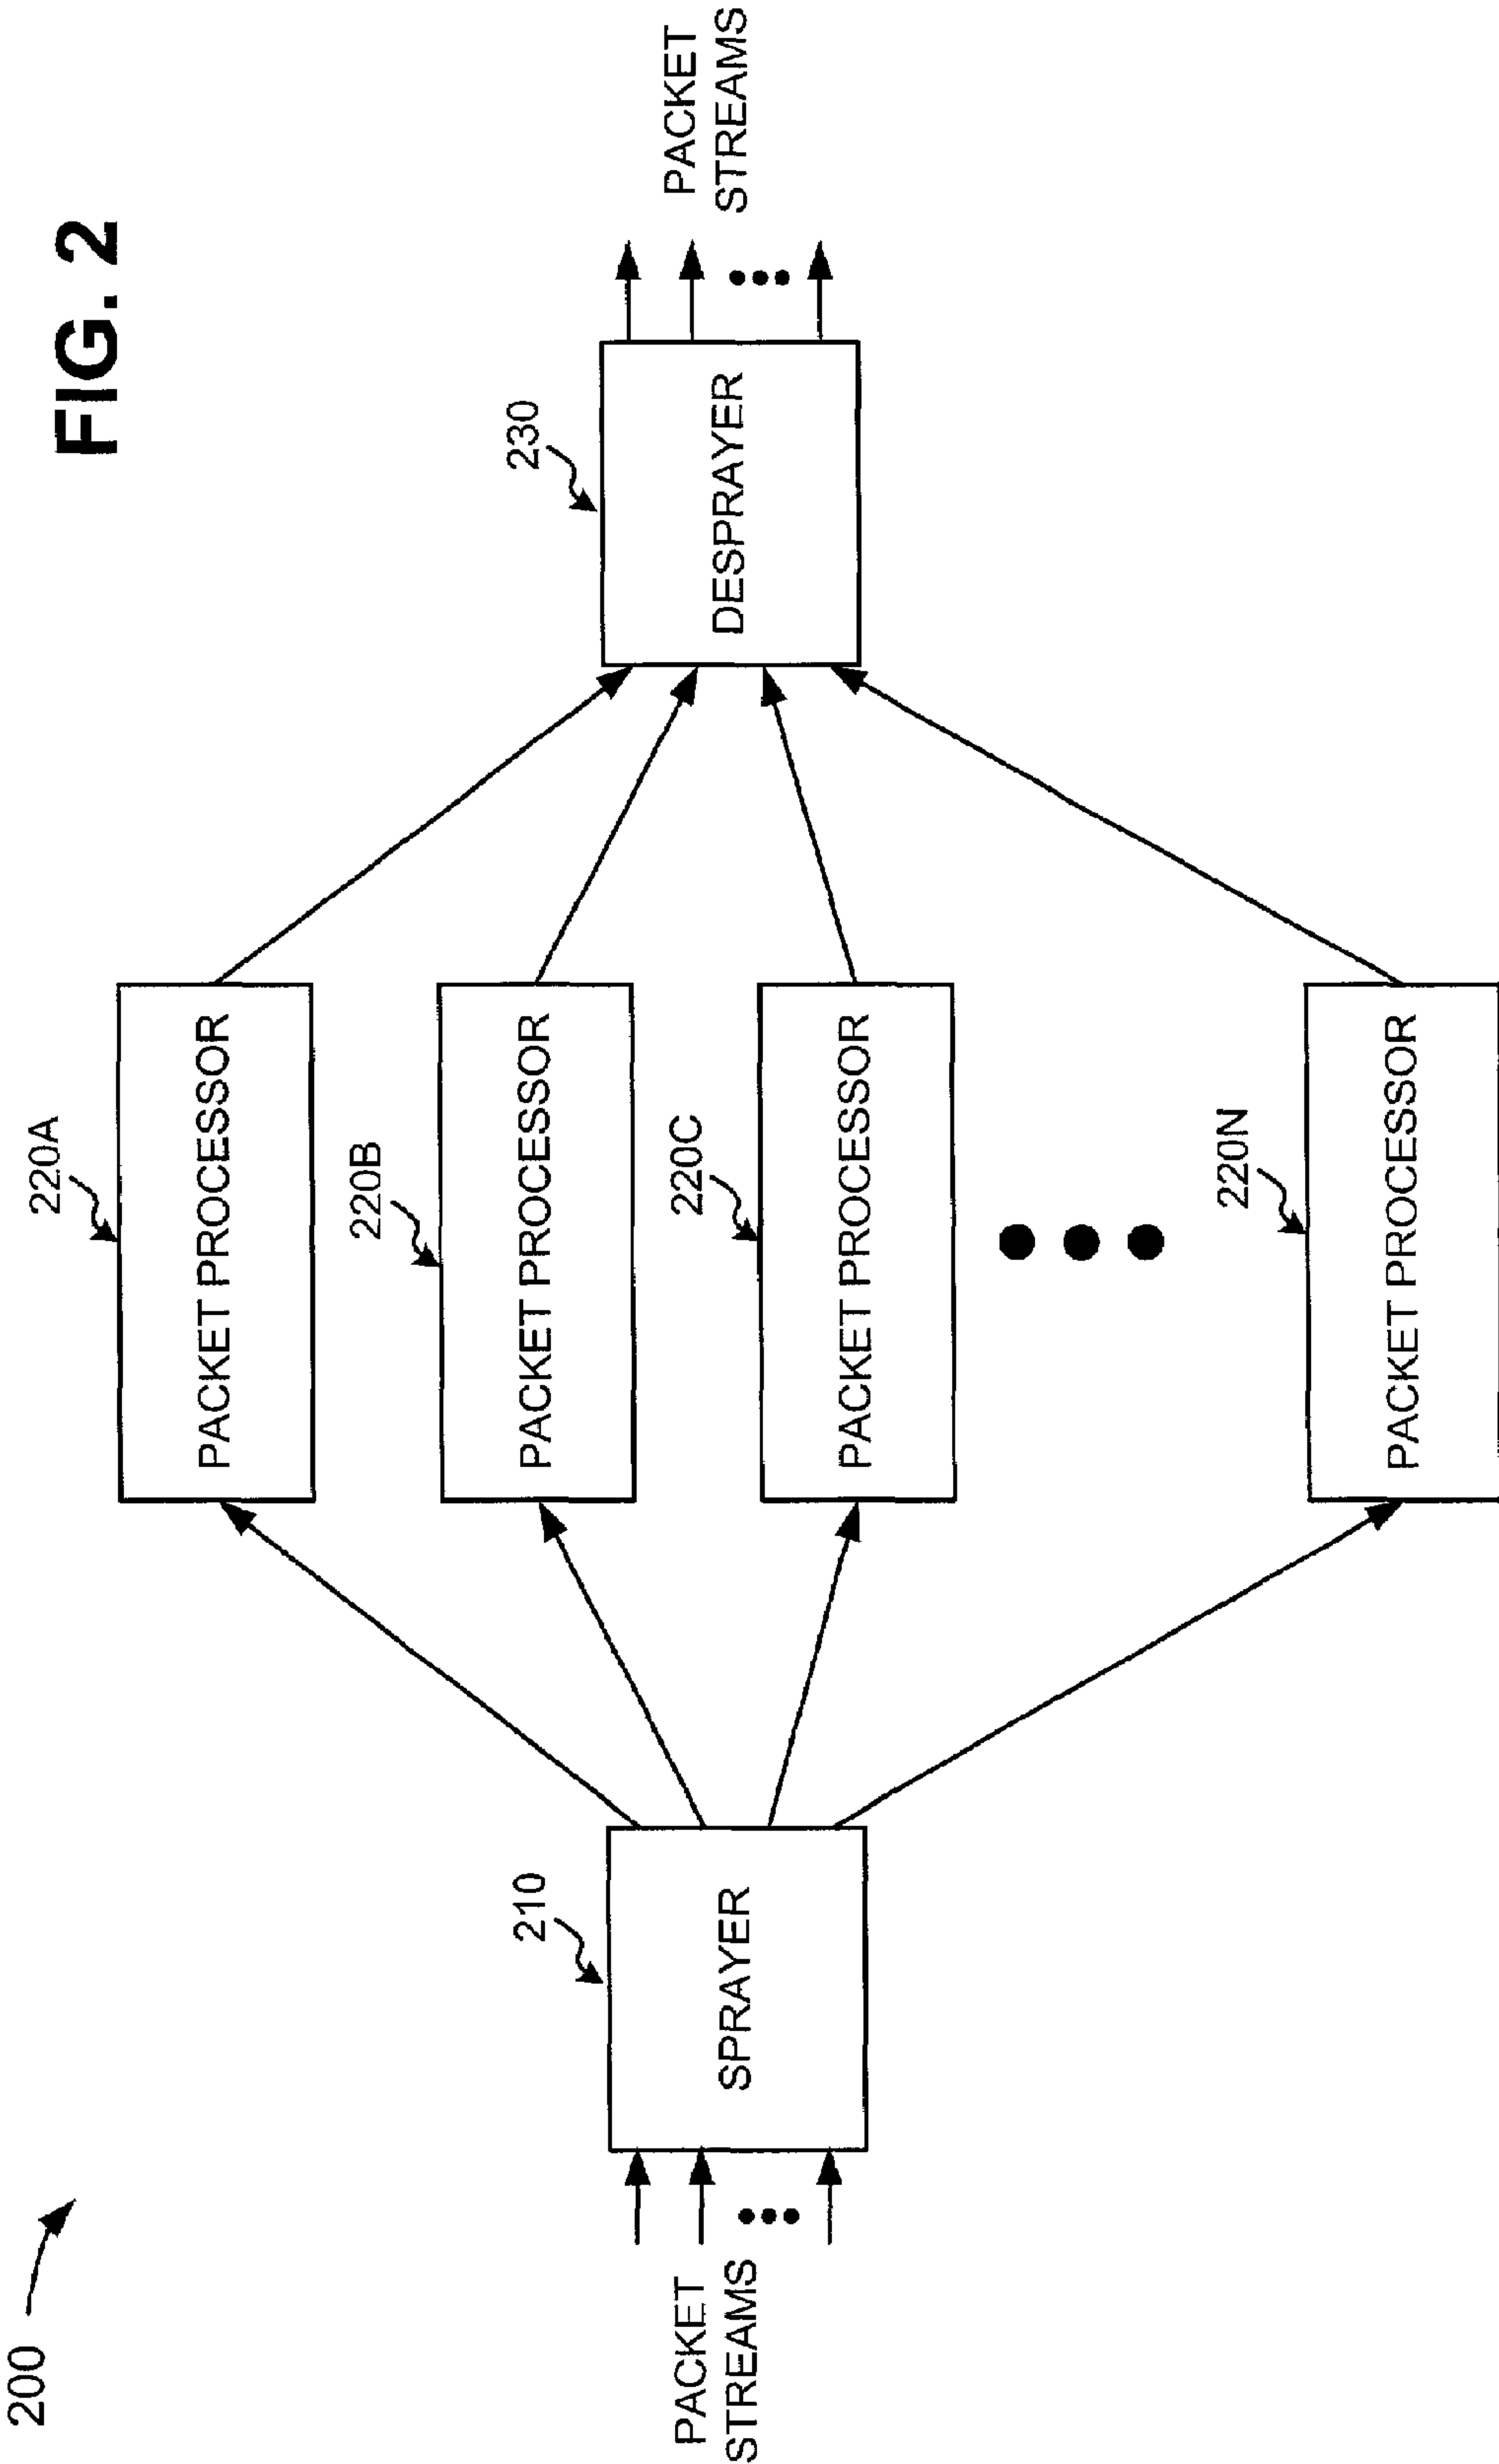 200
FIG. 2
PACKET
STREAMS
210
SPRAYER
220A
PACKET PROCESSOR
220B
PACKET PROCESSOR
220C
PACKET PROCESSOR
220N
PACKET PROCESSOR
230
DESPRAYER
PACKET
STREAMS